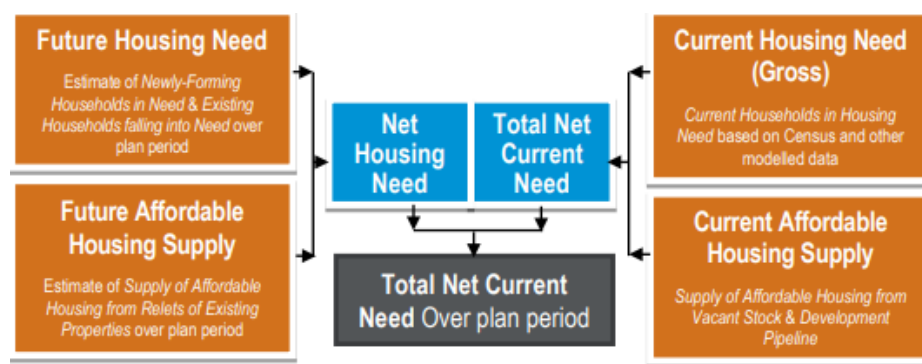 Future Housing Need
Estimate of Newly-Forming
Households in Need & Existing
Households falling into Need over
plan period
Future Affordable
Housing Supply
Estimate of Supply of Affordable
Housing from Relets of Existing
Properties over plan period
Net
Housing
Need
Total Net
Current
Need
Total Net Current
Need Over plan period
Current Housing Need
(Gross)
Current Households in Housing
Need based on Census and other
modelled data
Current Affordable
Housing Supply
Supply of Affordable Housing from
Vacant Stock & Development
Pipeline